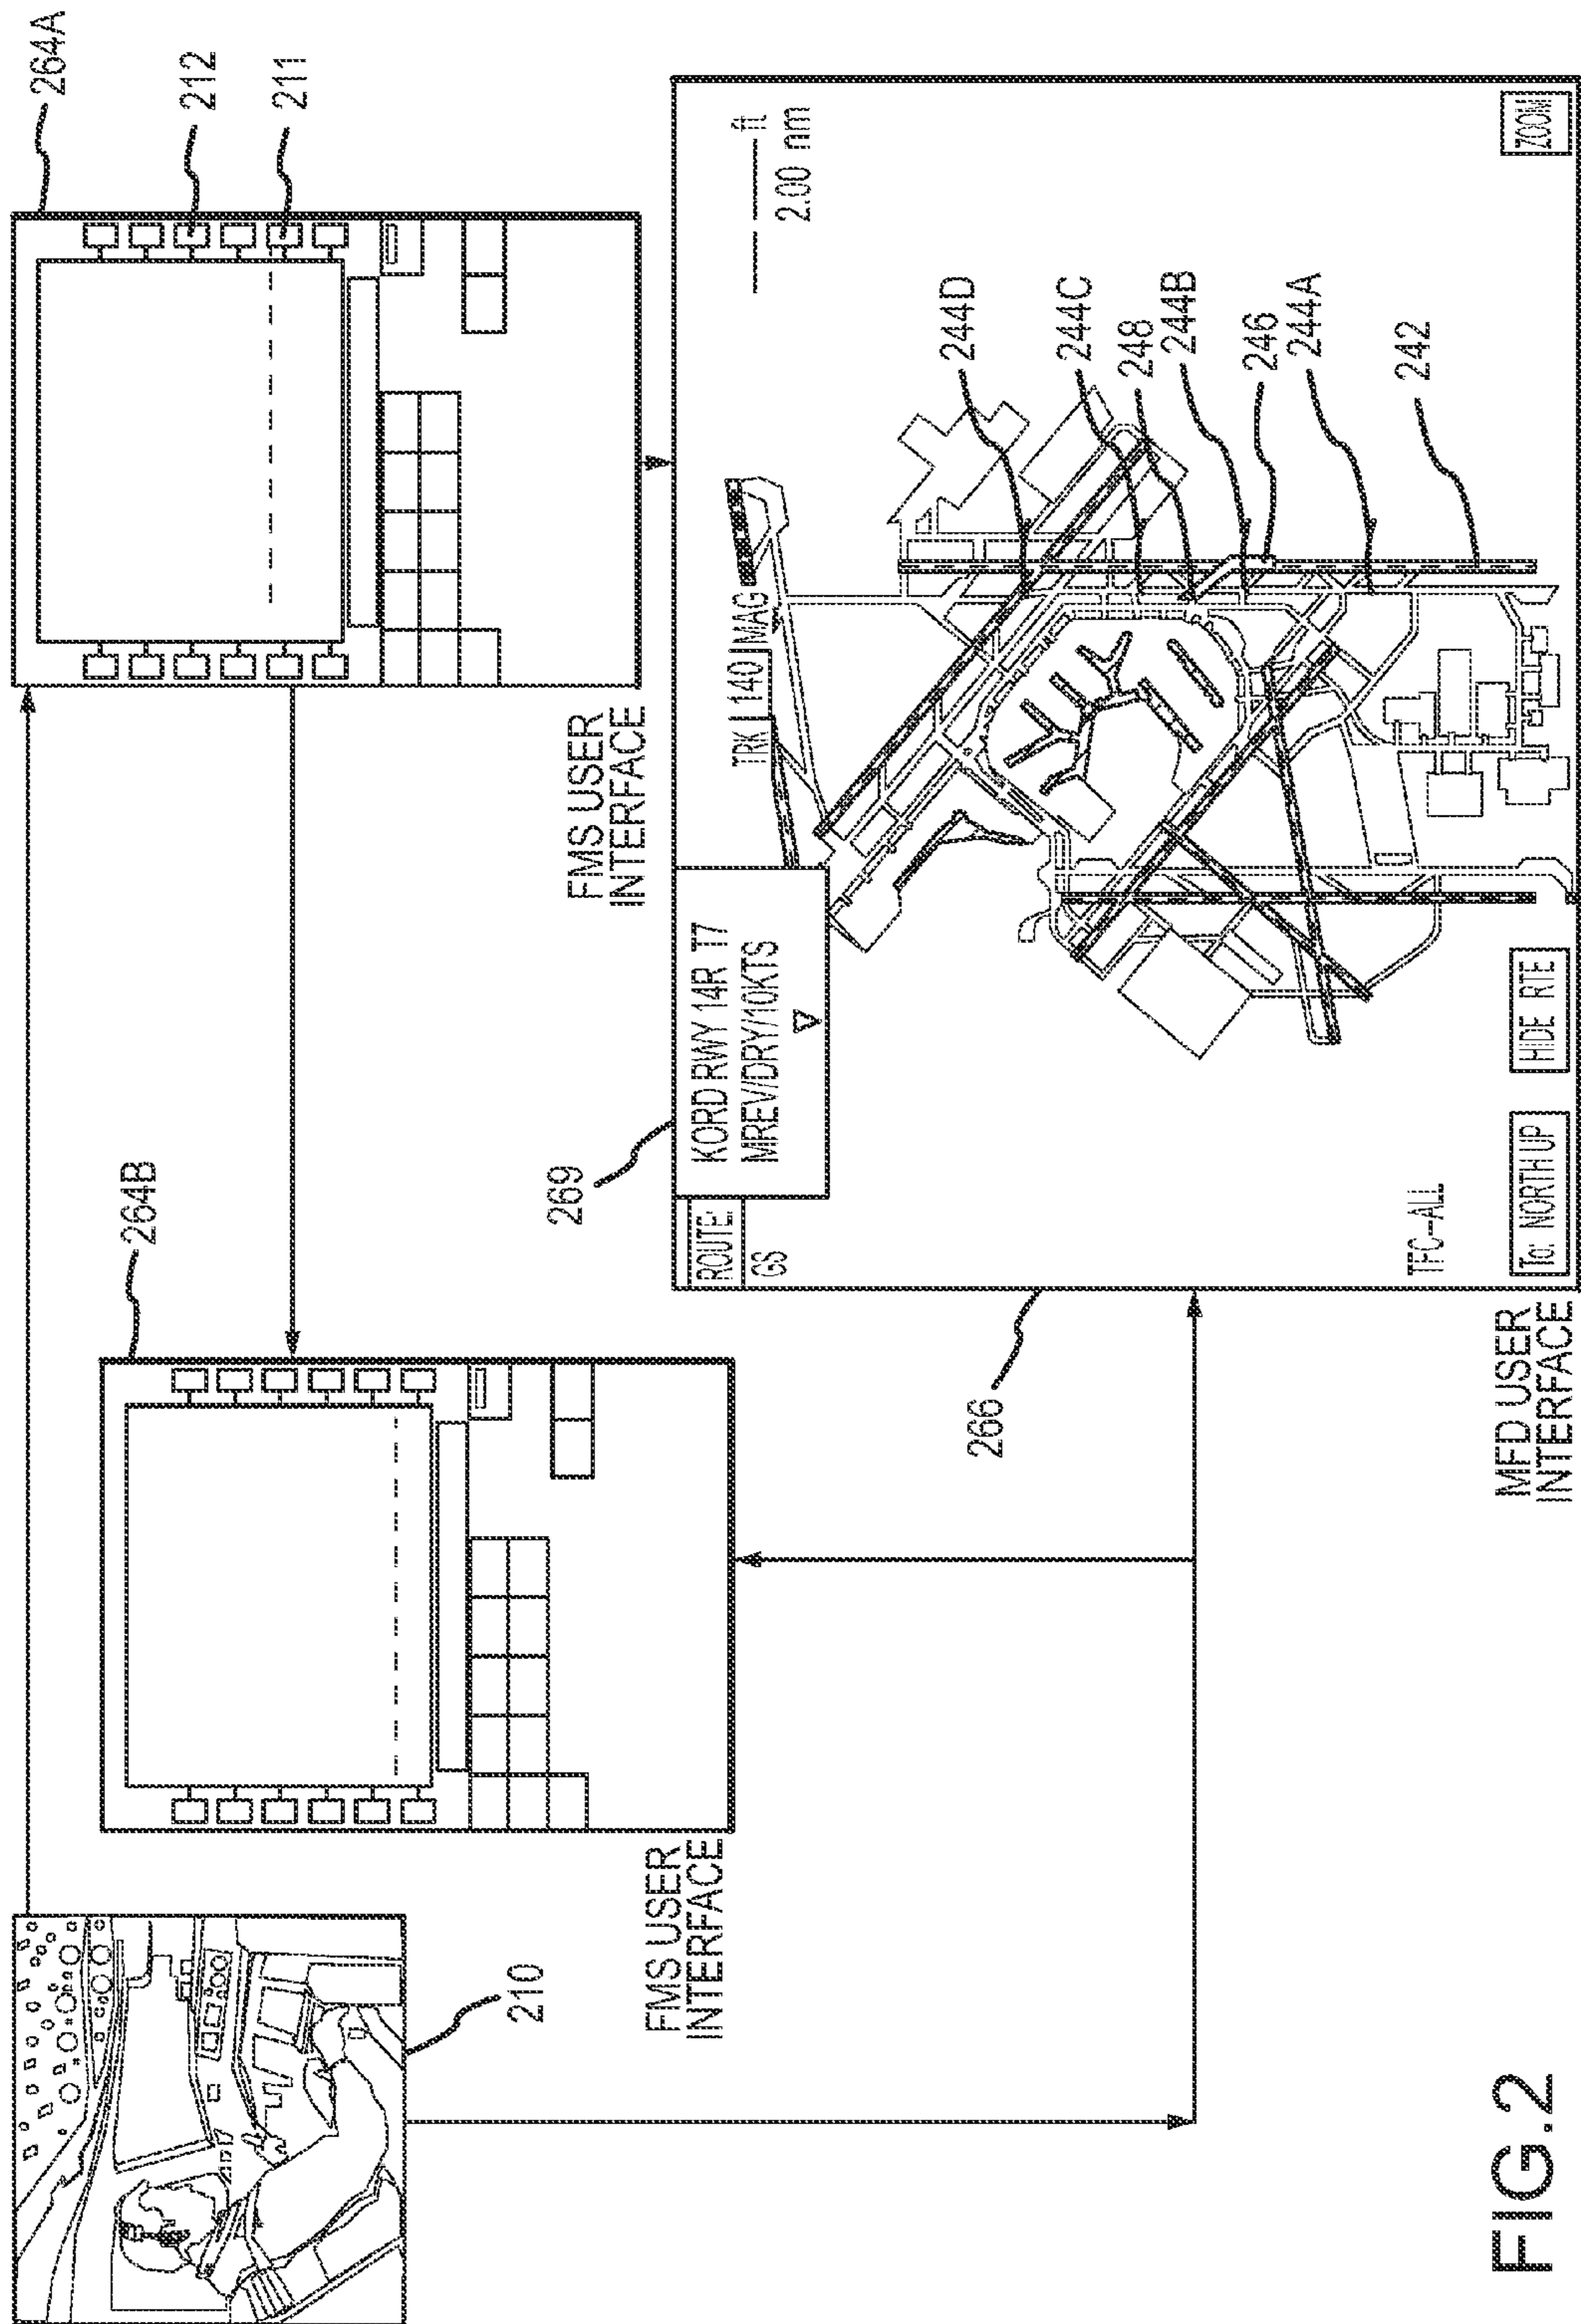 264A
212
211
FMS USER
INTERFACE
264B
FMS USER
INTERFACE
210
269
ROUTE:
GS
KORD RWY 14R T7
MREV/DRY/10KTS
TRK 140 MAG
ft
2.00 nm
244D
244C
248
244B
246
244A
242
266
TFC-ALL
To: NORTH UP
HIDE RTE
ZOOM
MFD USER
INTERFACE
FIG.2